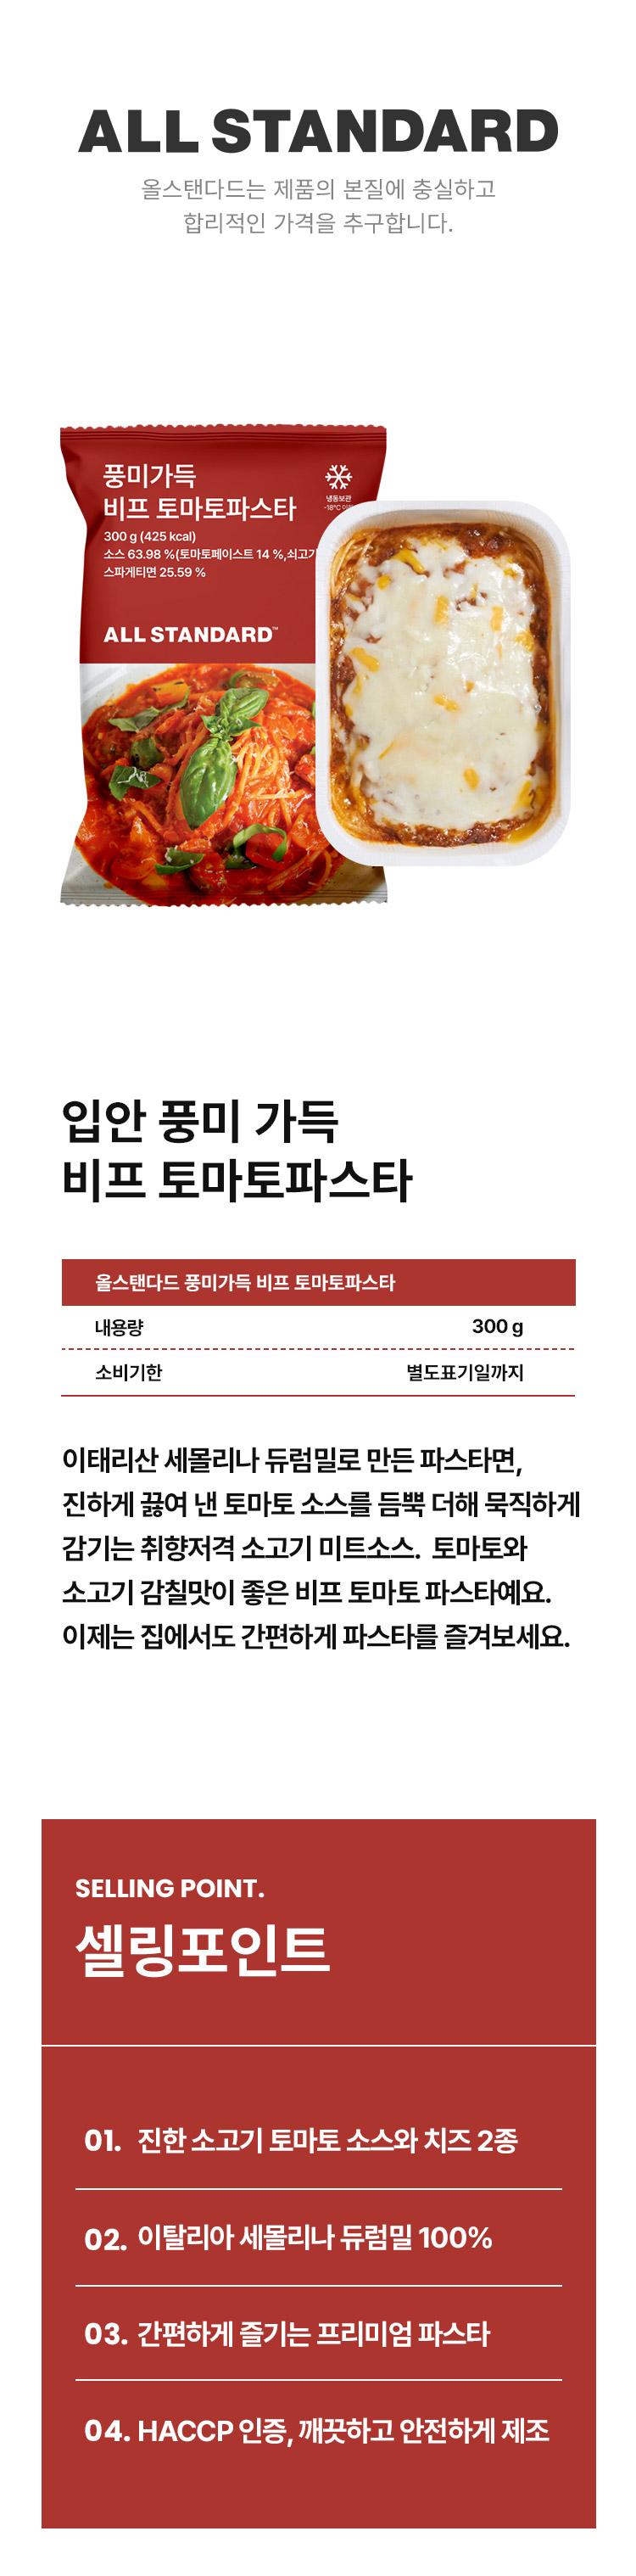 ALL STANDARD
올스탠다드는 제품의 본질에 충실하고
합리적인 가격을 추구합니다.
풍미가득
비프 토마토파스타
300 g (425 kcal)
소스 63.98 %(토마토페이스트 14 %,쇠고기
스파게티면 25.59 %
냉동보관
-18°C
ALL STANDARD™
입안 풍미 가득
비프 토마토파스타
올스탠다드 풍미가득 비프 토마토파스타
내용량 300 g
소비기한 별도표기일까지
이태리산 세몰리나 듀럼밀로 만든 파스타면,
진하게 끓여 낸 토마토 소스를 듬뿍 더해 묵직하게
감기는 취향저격 소고기 미트소스. 토마토와
소고기 감칠맛이 좋은 비프 토마토 파스타예요.
이제는 집에서도 간편하게 파스타를 즐겨보세요.
SELLING POINT.
셀링포인트
01. 진한 소고기 토마토 소스와 치즈 2종
02. 이탈리아 세몰리나 듀럼밀 100%
03. 간편하게 즐기는 프리미엄 파스타
04. HACCP 인증, 깨끗하고 안전하게 제조